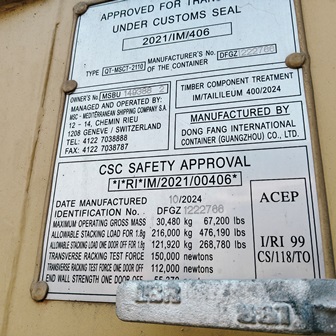 APPROVED FOR TRANS
UNDER CUSTOMS SEAL
2021/IM/406
TYPE QT-MSCT-2110 MANUFACTURER'S NO. OF THE CONTAINER DFGZ 1222786
OWNER'S No MSBU
MANAGED AND OPERATED BY:
MSC - MEDITERRANEAN SHIPPING COMPANY S.A.
12 - 14, CHEMIN RIEU
1208 GENEVE / SWITZERLAND
TEL: 4122 7038888
FAX: 4122 7038787
TIMBER COMPONENT TREATMENT
IM/TAILILEUM 400/2024
MANUFACTURED BY
DONG FANG INTERNATIONAL
CONTAINER (GUANGZHOU) CO., LTD.
CSC SAFETY APPROVAL
*I*RI*IM/2021/00406*
DATE MANUFACTURED 10/2024
IDENTIFICATION No. DFGZ 1222786
MAXIMUM OPERATING GROSS MASS 30,480 kg 67,200 lbs
ALLOWABLE STACKING LOAD FOR 1.8g 216,000 kg 476,190 lbs
ALLOWABLE STACKING LOAD ONE DOOR OFF FOR 1.8g 121,920 kg 268,780 lbs
TRANSVERSE RACKING TEST FORCE 150,000 newtons
TRANSVERSE RACKING TEST FORCE ONE DOOR OFF 112,000 newtons
END WALL STRENGTH ONE DOOR OFF
ACEP
I/RI 99
CS/118/TO